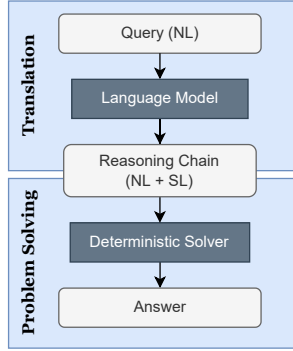 Translation
Query (NL)
Language Model
Reasoning Chain
(NL + SL)
Problem Solving
Deterministic Solver
Answer